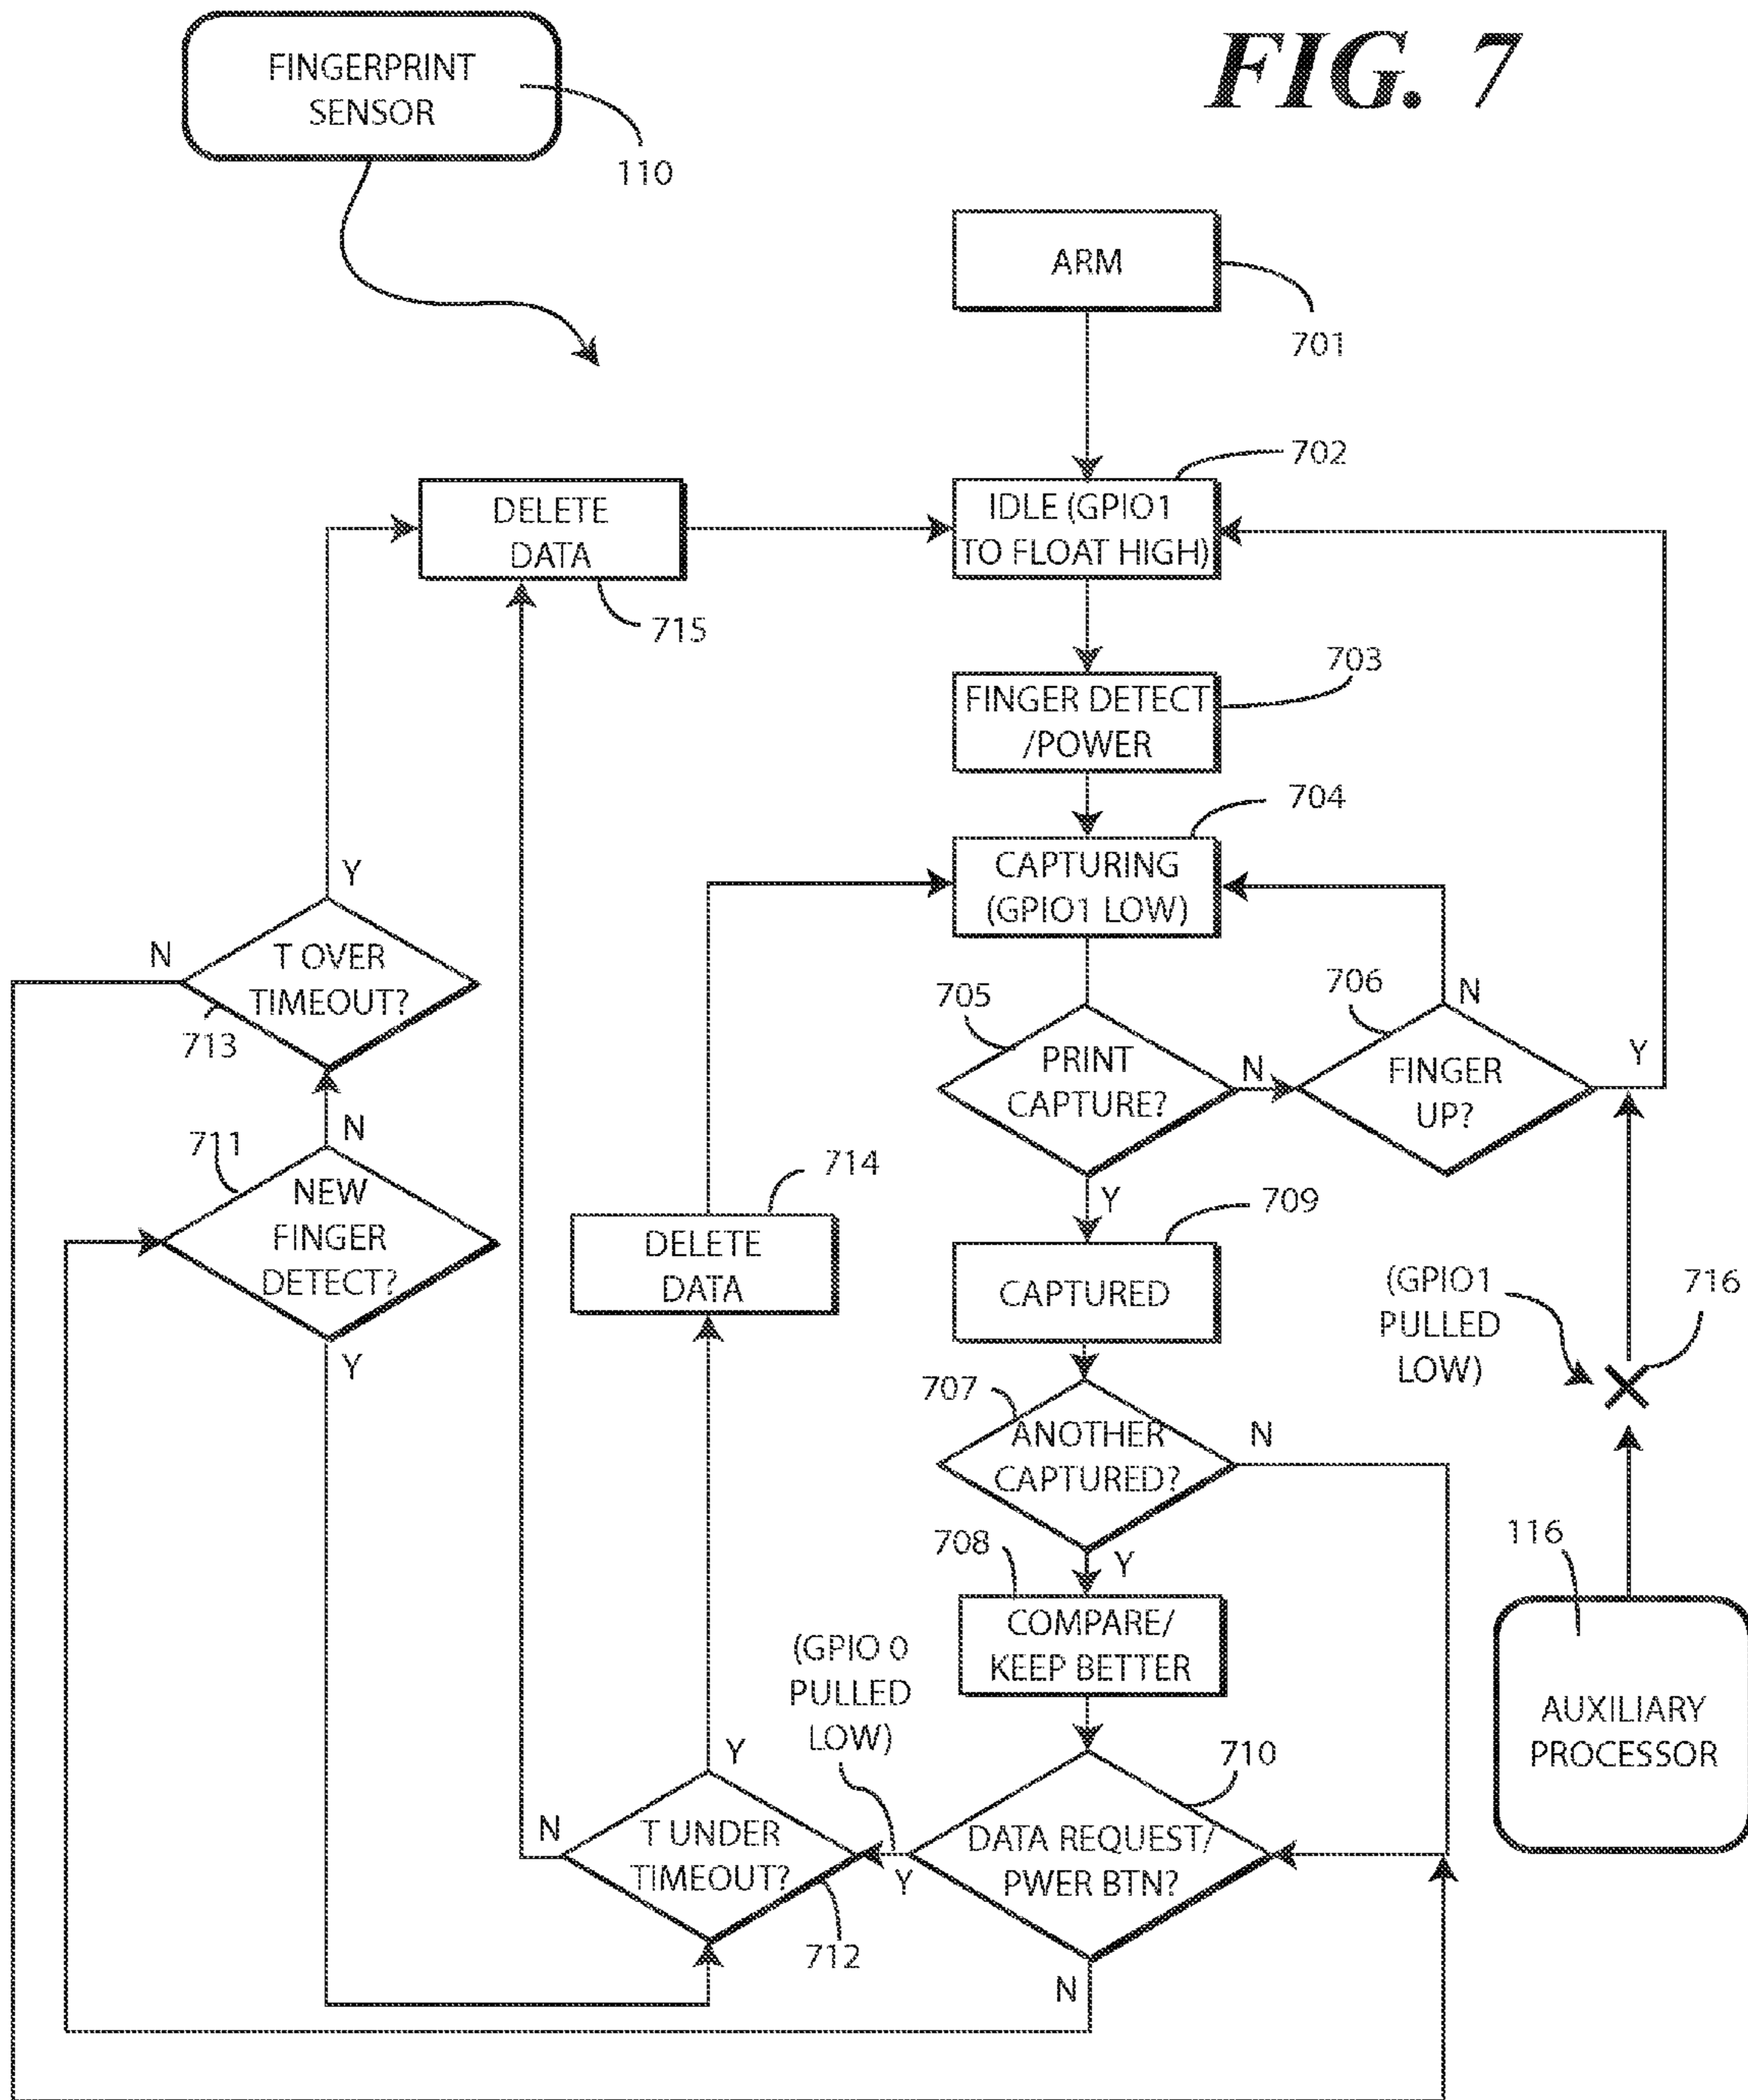 FIG. 7
FINGERPRINT
SENSOR
110
ARM
701
702
IDLE (GPIO1
TO FLOAT HIGH)
DELETE
DATA
715
703
FINGER DETECT
/POWER
704
CAPTURING
(GPIO1 LOW)
Y
N
T OVER
TIMEOUT?
713
705
PRINT
CAPTURE?
N
706
N
FINGER
UP?
Y
711
N
NEW
FINGER
DETECT?
Y
714
DELETE
DATA
Y
709
CAPTURED
(GPIO1
PULLED
LOW)
716
707
ANOTHER
CAPTURED?
N
708
Y
COMPARE/
KEEP BETTER
116
AUXILIARY
PROCESSOR
(GPIO 0
PULLED
LOW)
Y
N
T UNDER
TIMEOUT?
712
Y
710
DATA REQUEST/
PWER BTN?
N